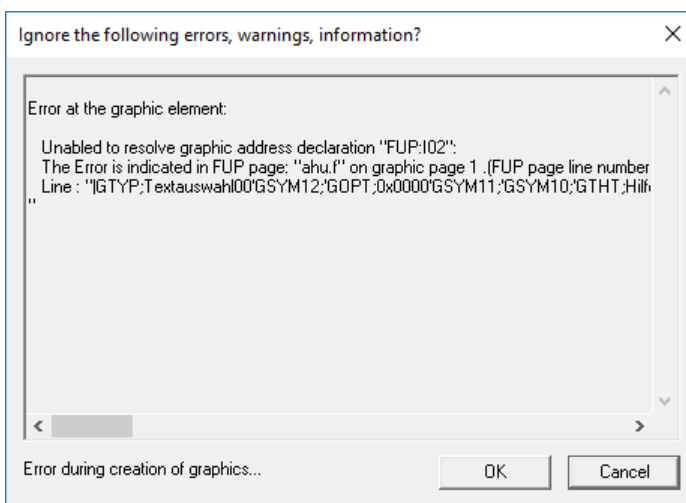 Ignore the following errors, warnings, information?
Error at the graphic element:
Unable to resolve graphic address declaration "FUP:I02":
The Error is indicated in FUP page: "ahu.f" on graphic page 1 .(FUP page line number
Line : "|GTYP;Textauswahl00'GSYM12;'GOPT;0x0000'GSYM11;'GSYM10;'GTHT;Hilf
"
Error during creation of graphics...
OK
Cancel